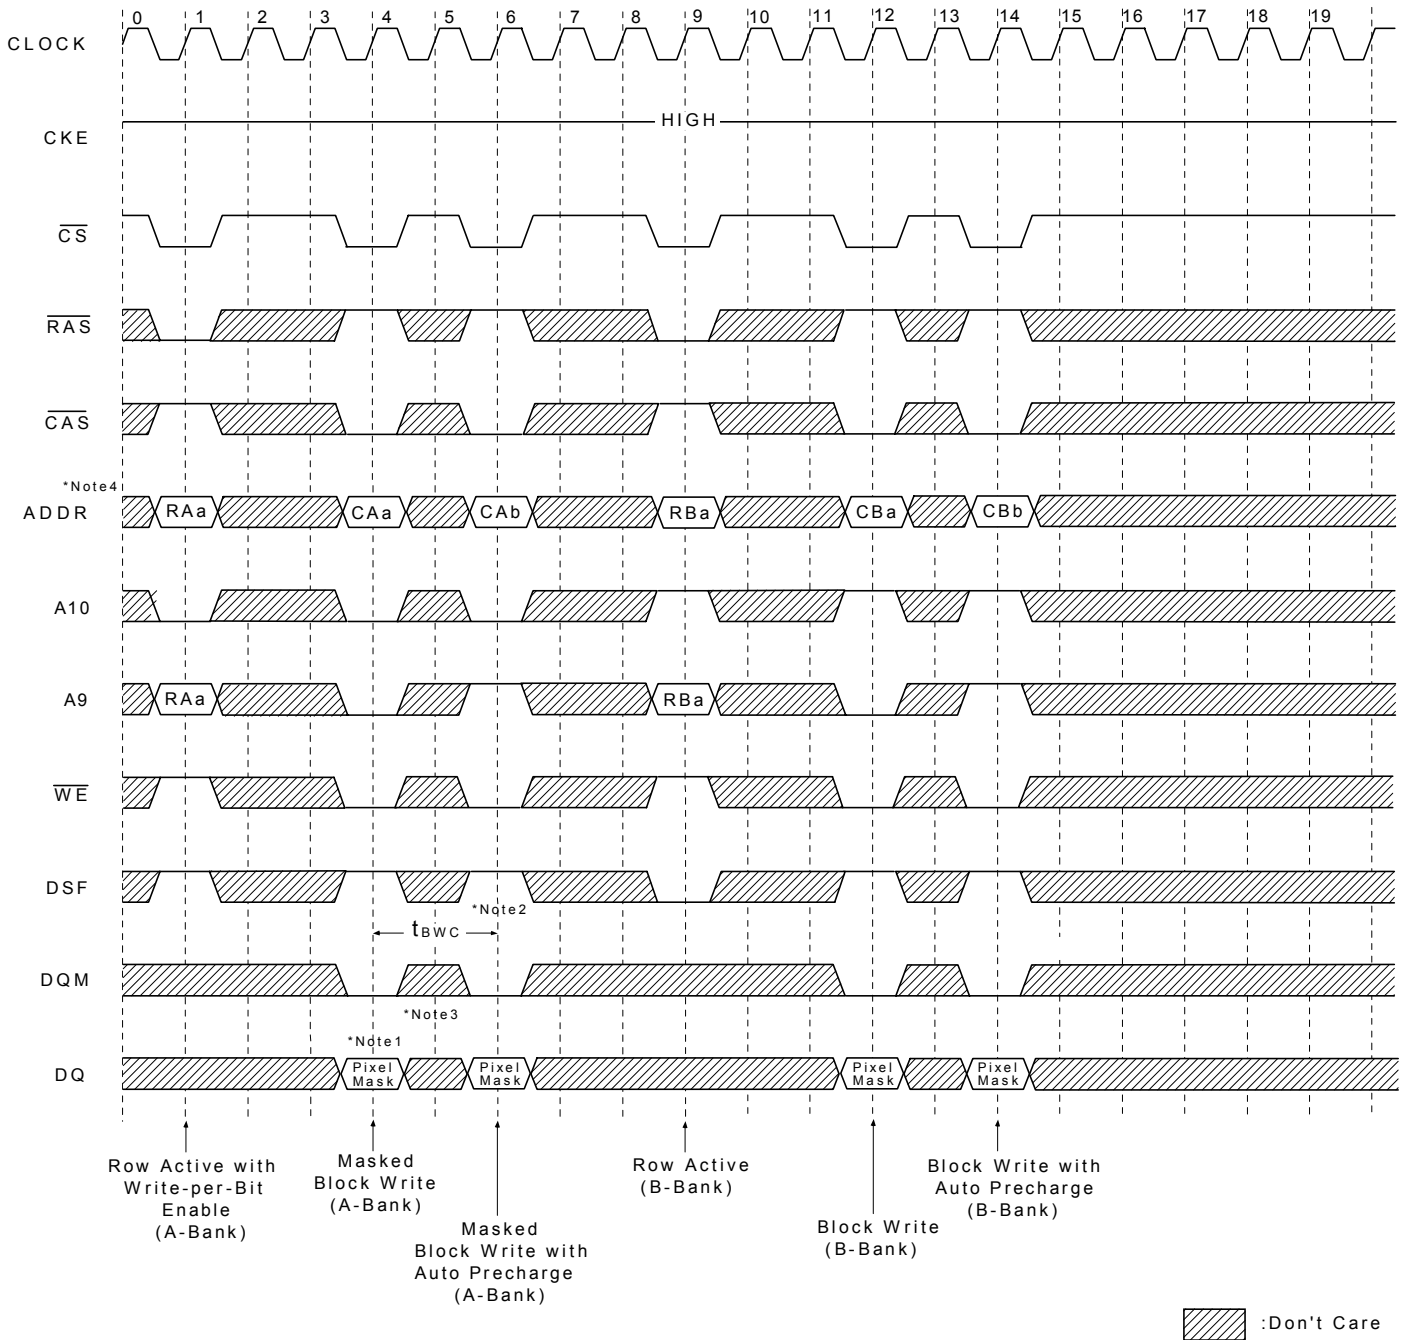 0 1 2 3 4 5 6 7 8 9 10 11 12 13 14 15 16 17 18 19
CLOCK
CKE
HIGH
CS
RAS
CAS
*Note4
ADDR
RAa CAa CAb RBa CBa CBb
A10
A9
RAa RBa
WE
DSF
*Note2
tBWC
DQM
*Note3
*Note1
DQ
Pixel Mask
Pixel Mask
Pixel Mask
Pixel Mask
Row Active with
Write-per-Bit
Enable
(A-Bank)
Masked
Block Write
(A-Bank)
Masked
Block Write with
Auto Precharge
(A-Bank)
Row Active
(B-Bank)
Block Write
(B-Bank)
Block Write with
Auto Precharge
(B-Bank)
:Don't Care